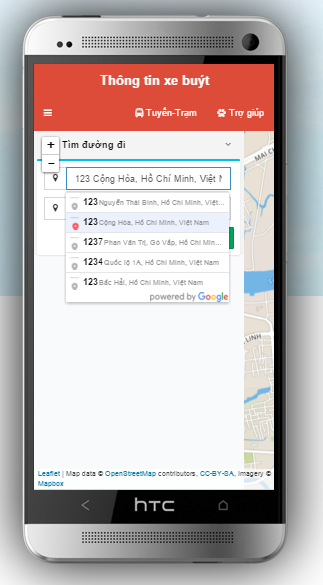 Thông tin xe buýt
Tuyến-Trạm
Trợ giúp
+
−
Tìm đường đi
123 Cộng Hòa, Hồ Chí Minh, Việt
123 Nguyễn Thái Bình, Hồ Chí Minh, Việt...
123 Cộng Hòa, Hồ Chí Minh, Việt Nam
1237 Phan Văn Trị, Gò Vấp, Hồ Chí Min...
1234 Quốc lộ 1A, Hồ Chí Minh, Việt Nam
123 Bắc Hải, Hồ Chí Minh, Việt Nam
powered by Google
MAI CH
LINH
Leaflet | Map data © OpenStreetMap contributors, CC-BY-SA, Imagery ©
Mapbox
hTC